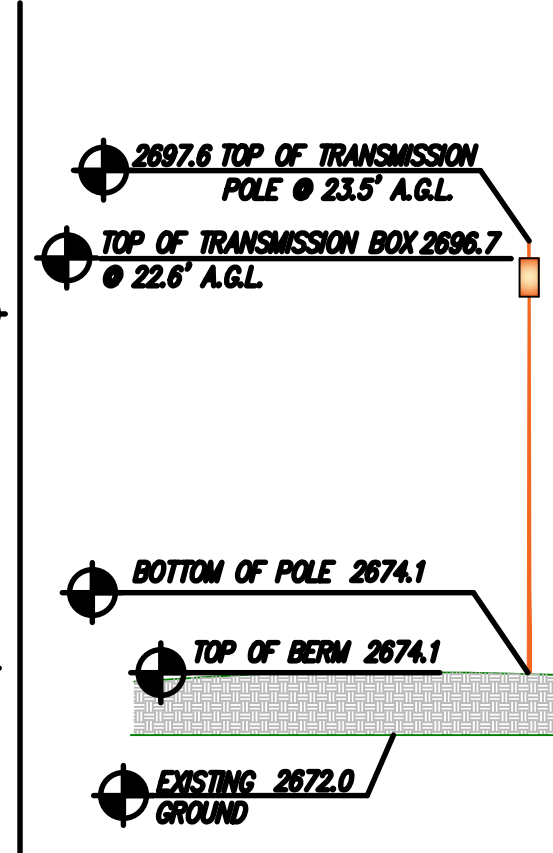 2697.6 TOP OF TRANSMISSION
POLE @ 23.5' A.G.L.
TOP OF TRANSMISSION BOX 2696.7
@ 22.6' A.G.L.
BOTTOM OF POLE 2674.1
TOP OF BERM 2674.1
EXISTING 2672.0
GROUND